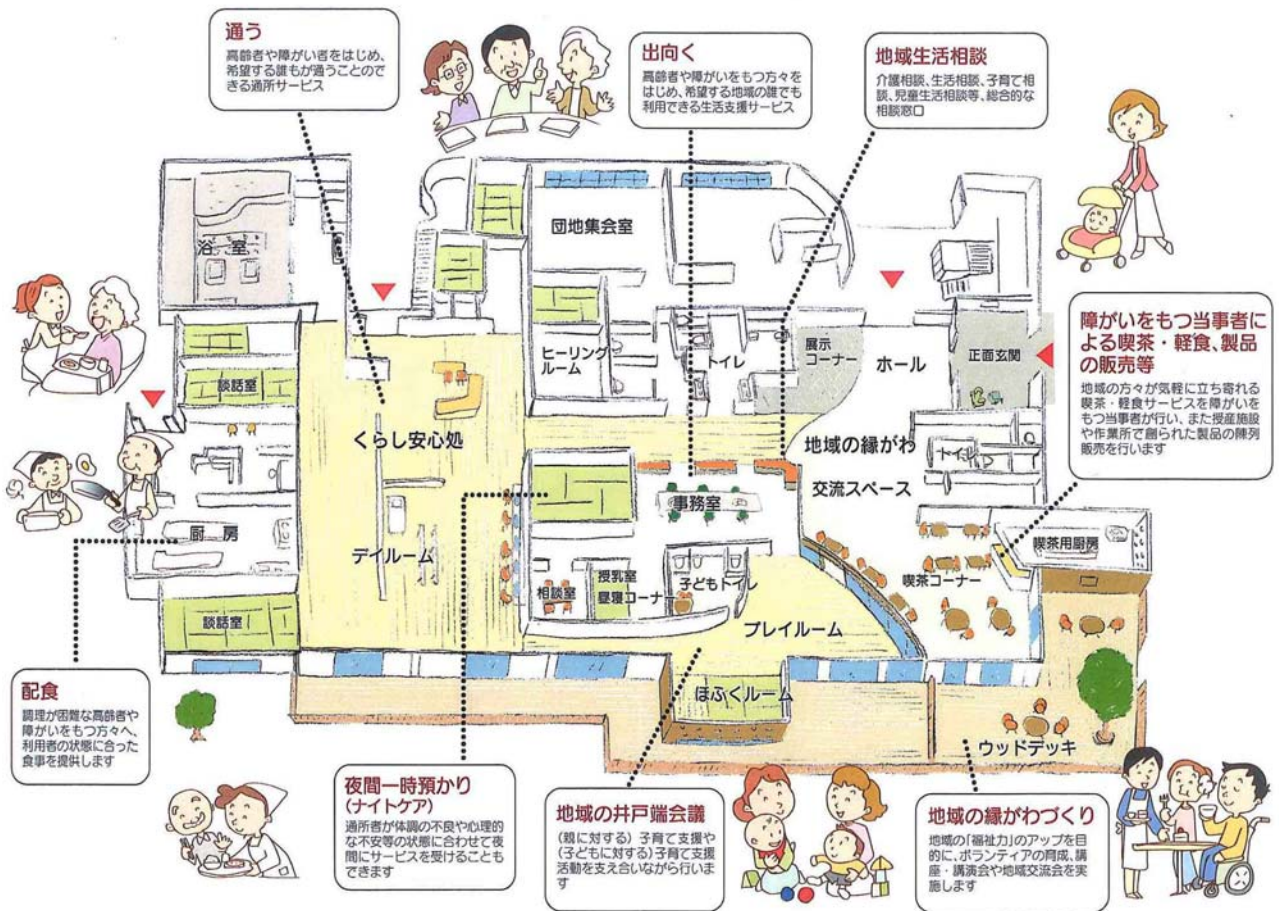 通う
高齢者や障がい者をはじめ、
希望する誰もが通うことので
きる通所サービス
出向く
高齢者や障がいをもつ方々を
はじめ、希望する地域の誰でも
利用できる生活支援サービス
地域生活相談
介護相談、生活相談、子育て相
談、児童生活相談等、総合的な
相談窓口
障がいをもつ当事者に
よる喫茶・軽食、製品
の販売等
地域の方々が気軽に立ち寄れる
喫茶・軽食サービスを障がいを
もつ当事者が行い、また授産施設
や作業所で創られた製品の陳列
販売を行います
浴室
団地集会室
談話室
ヒーリング
ルーム
トイレ
展示
コーナー
ホール
正面玄関
くらし安心処
地域の縁がわ
トイレ
交流スペース
事務室
厨房
デイルーム
喫茶用厨房
喫茶コーナー
相談室
授乳室
昼寝コーナー
子どもトイレ
談話室
プレイルーム
ほふくルーム
ウッドデッキ
配食
調理が困難な高齢者や
障がいをもつ方々へ、
利用者の状態に合った
食事を提供します
夜間一時預かり
(ナイトケア)
通所者が体調の不良や心理的
な不安等の状態に合わせて夜
間にサービスを受けることも
できます
地域の井戸端会議
(親に対する)子育て支援や
(子どもに対する)子育て支援
活動を支え合いながら行いま
す
地域の縁がわづくり
地域の「福祉力」のアップを目
的に、ボランティアの育成、講
座・講演会や地域交流会を実
施します